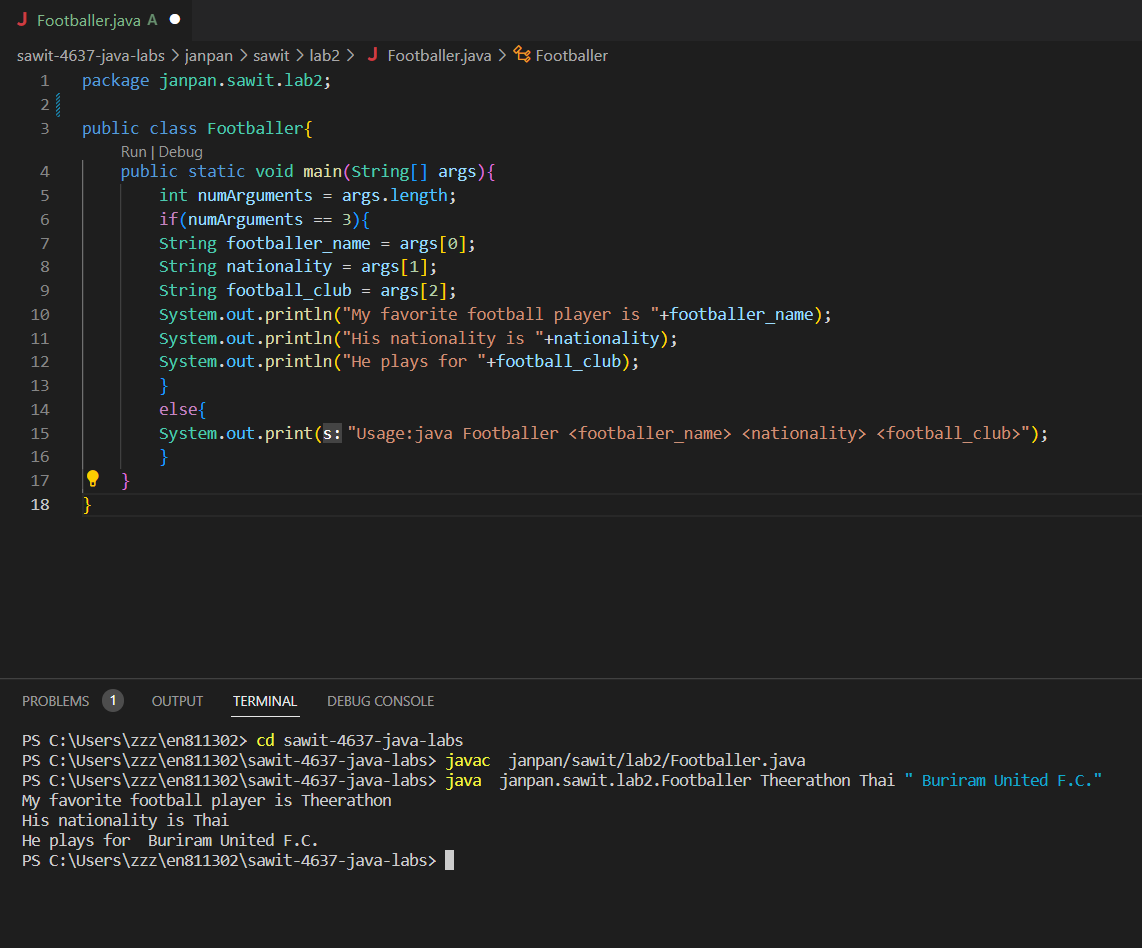 J Footballer.java A
sawit-4637-java-labs > janpan > sawit > lab2 > J Footballer.java > Footballer
1 package janpan.sawit.lab2;
2
3 public class Footballer{
Run | Debug
4 public static void main(String[] args){
5 int numArguments = args.length;
6 if(numArguments == 3){
7 String footballer_name = args[0];
8 String nationality = args[1];
9 String football_club = args[2];
10 System.out.println("My favorite football player is "+footballer_name);
11 System.out.println("His nationality is "+nationality);
12 System.out.println("He plays for "+football_club);
13 }
14 else{
15 System.out.print(s: "Usage:java Footballer <footballer_name> <nationality> <football_club>");
16 }
17 }
18 }
PROBLEMS 1 OUTPUT TERMINAL DEBUG CONSOLE
PS C:\Users\zzz\en811302> cd sawit-4637-java-labs
PS C:\Users\zzz\en811302\sawit-4637-java-labs> javac  janpan/sawit/lab2/Footballer.java
PS C:\Users\zzz\en811302\sawit-4637-java-labs> java  janpan.sawit.lab2.Footballer Theerathon Thai " Buriram United F.C."
My favorite football player is Theerathon
His nationality is Thai
He plays for  Buriram United F.C.
PS C:\Users\zzz\en811302\sawit-4637-java-labs>